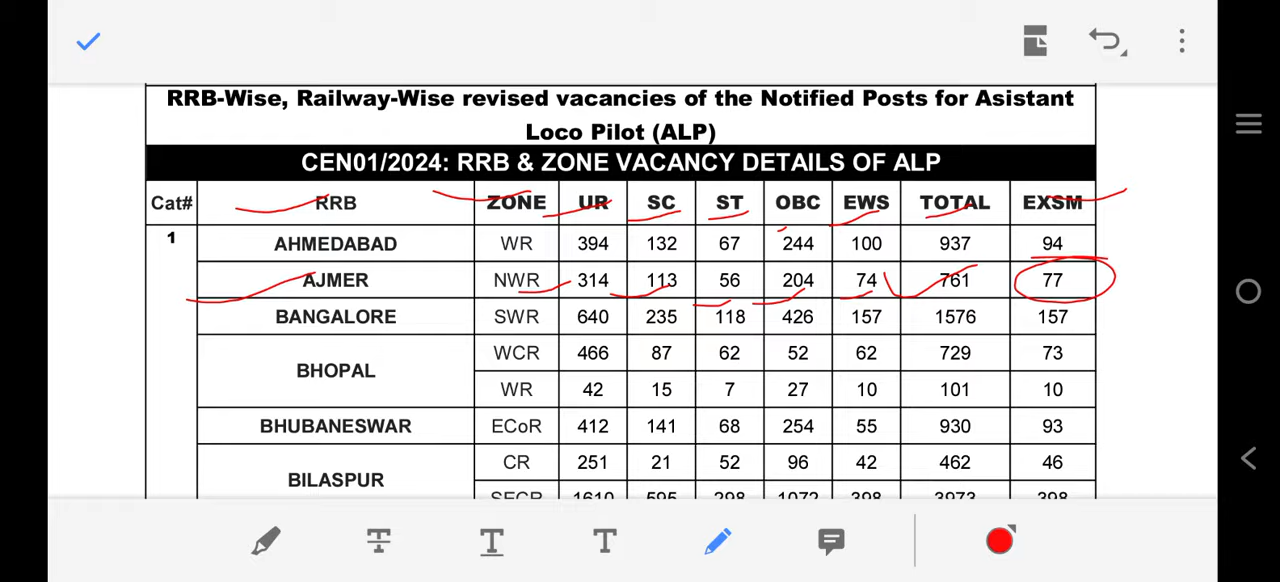 RRB-Wise, Railway-Wise revised vacancies of the Notified Posts for Asistant
Loco Pilot (ALP)
CEN01/2024: RRB & ZONE VACANCY DETAILS OF ALP
Cat# RRB ZONE UR SC ST OBC EWS TOTAL EXSM
1 AHMEDABAD WR 394 132 67 244 100 937 94
AJMER NWR 314 113 56 204 74 761 77
BANGALORE SWR 640 235 118 426 157 1576 157
BHOPAL WCR 466 87 62 52 62 729 73
WR 42 15 7 27 10 101 10
BHUBANESWAR ECoR 412 141 68 254 55 930 93
BILASPUR CR 251 21 52 96 42 462 46
SECR 1610 595 298 1072 398 3973 398
T T T